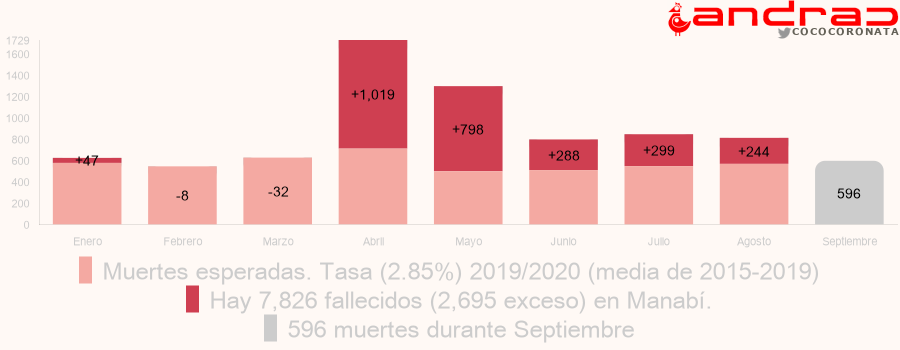 andrac
COCOCORONATA
1729
1600
1400
1200
1000
800
600
400
200
0
+47
-8
-32
+1,019
+798
+288
+299
+244
596
Enero
Febrero
Marzo
Abril
Mayo
Junio
Julio
Agosto
Septiembre
Muertes esperadas. Tasa (2.85%) 2019/2020 (media de 2015-2019)
Hay 7,826 fallecidos (2,695 exceso) en Manabí.
596 muertes durante Septiembre